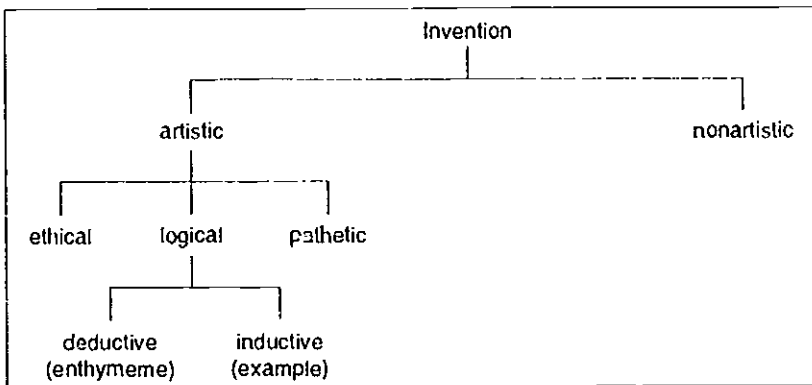 Invention
artistic nonartistic
ethical logical pathetic
deductive inductive
(enthymeme) (example)